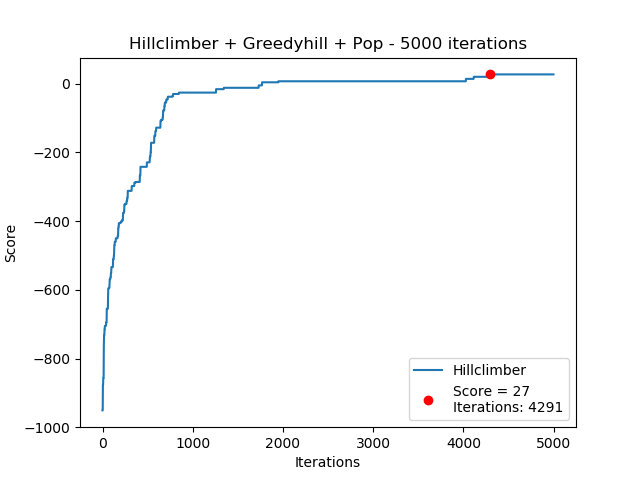 Hillclimber + Greedyhill + Pop - 5000 iterations
0
−200
−400
−600
−800
−1000
Score
0
1000
2000
3000
4000
5000
Iterations
Hillclimber
Score = 27
Iterations: 4291